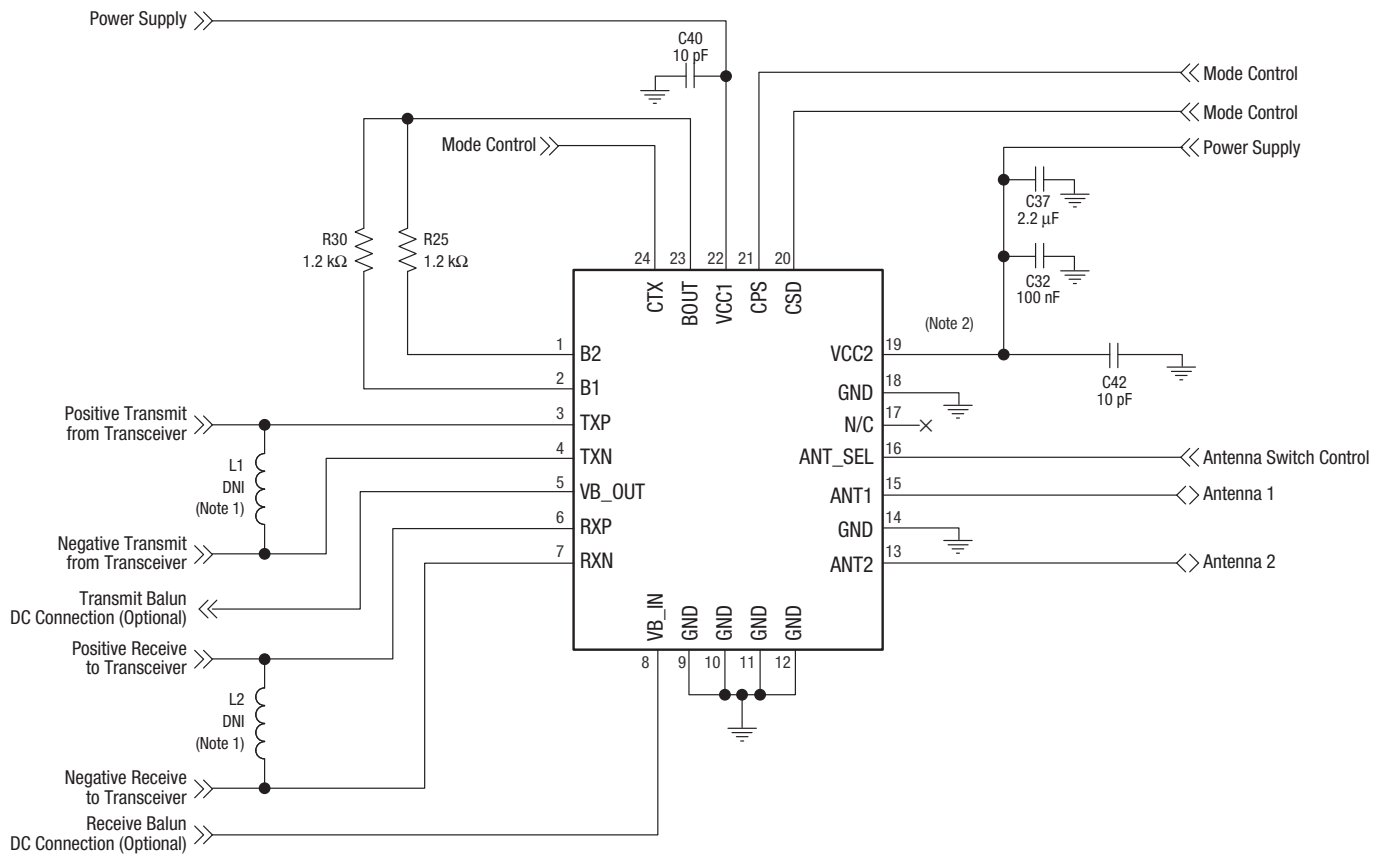 Power Supply
C40
10 pF
Mode Control
Mode Control
Mode Control
Power Supply
C37
2.2 µF
R30
1.2 kΩ
R25
1.2 kΩ
C32
100 nF
24
23
22
21
20
CTX
BOUT
VCC1
CPS
CSD
(Note 2)
1
B2
2
B1
VCC2
19
C42
10 pF
GND
18
N/C
17
Positive Transmit
from Transceiver
3
TXP
4
TXN
ANT_SEL
16
Antenna Switch Control
L1
DNI
(Note 1)
5
VB_OUT
ANT1
15
Antenna 1
6
RXP
GND
14
Negative Transmit
from Transceiver
7
RXN
ANT2
13
Antenna 2
Transmit Balun
DC Connection (Optional)
VB_IN
GND
GND
GND
GND
8
9
10
11
12
Positive Receive
to Transceiver
L2
DNI
(Note 1)
Negative Receive
to Transceiver
Receive Balun
DC Connection (Optional)